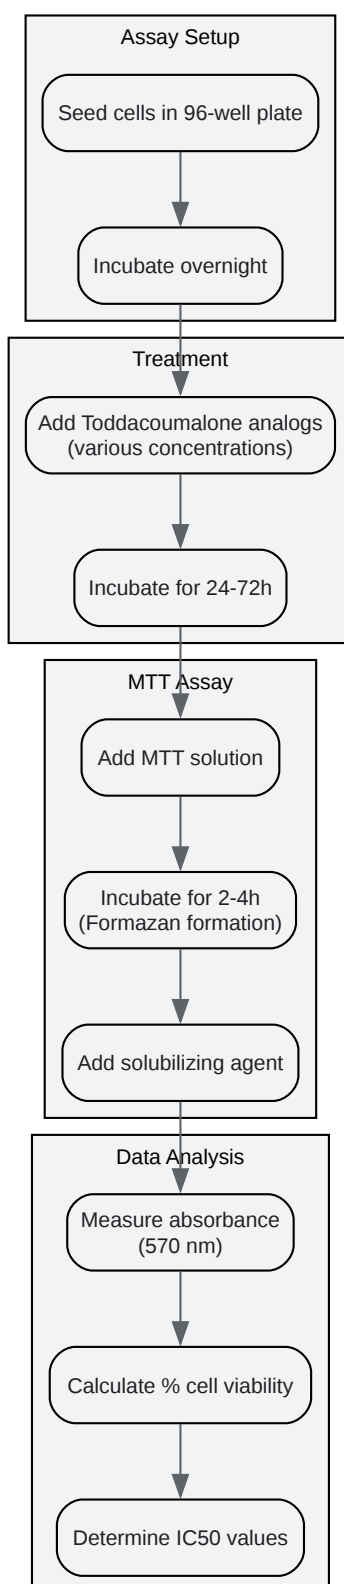 Assay Setup
Seed cells in 96-well plate
Incubate overnight
Treatment
Add Toddacoumalone analogs
(various concentrations)
Incubate for 24-72h
MTT Assay
Add MTT solution
Incubate for 2-4h
(Formazan formation)
Add solubilizing agent
Data Analysis
Measure absorbance
(570 nm)
Calculate % cell viability
Determine IC50 values